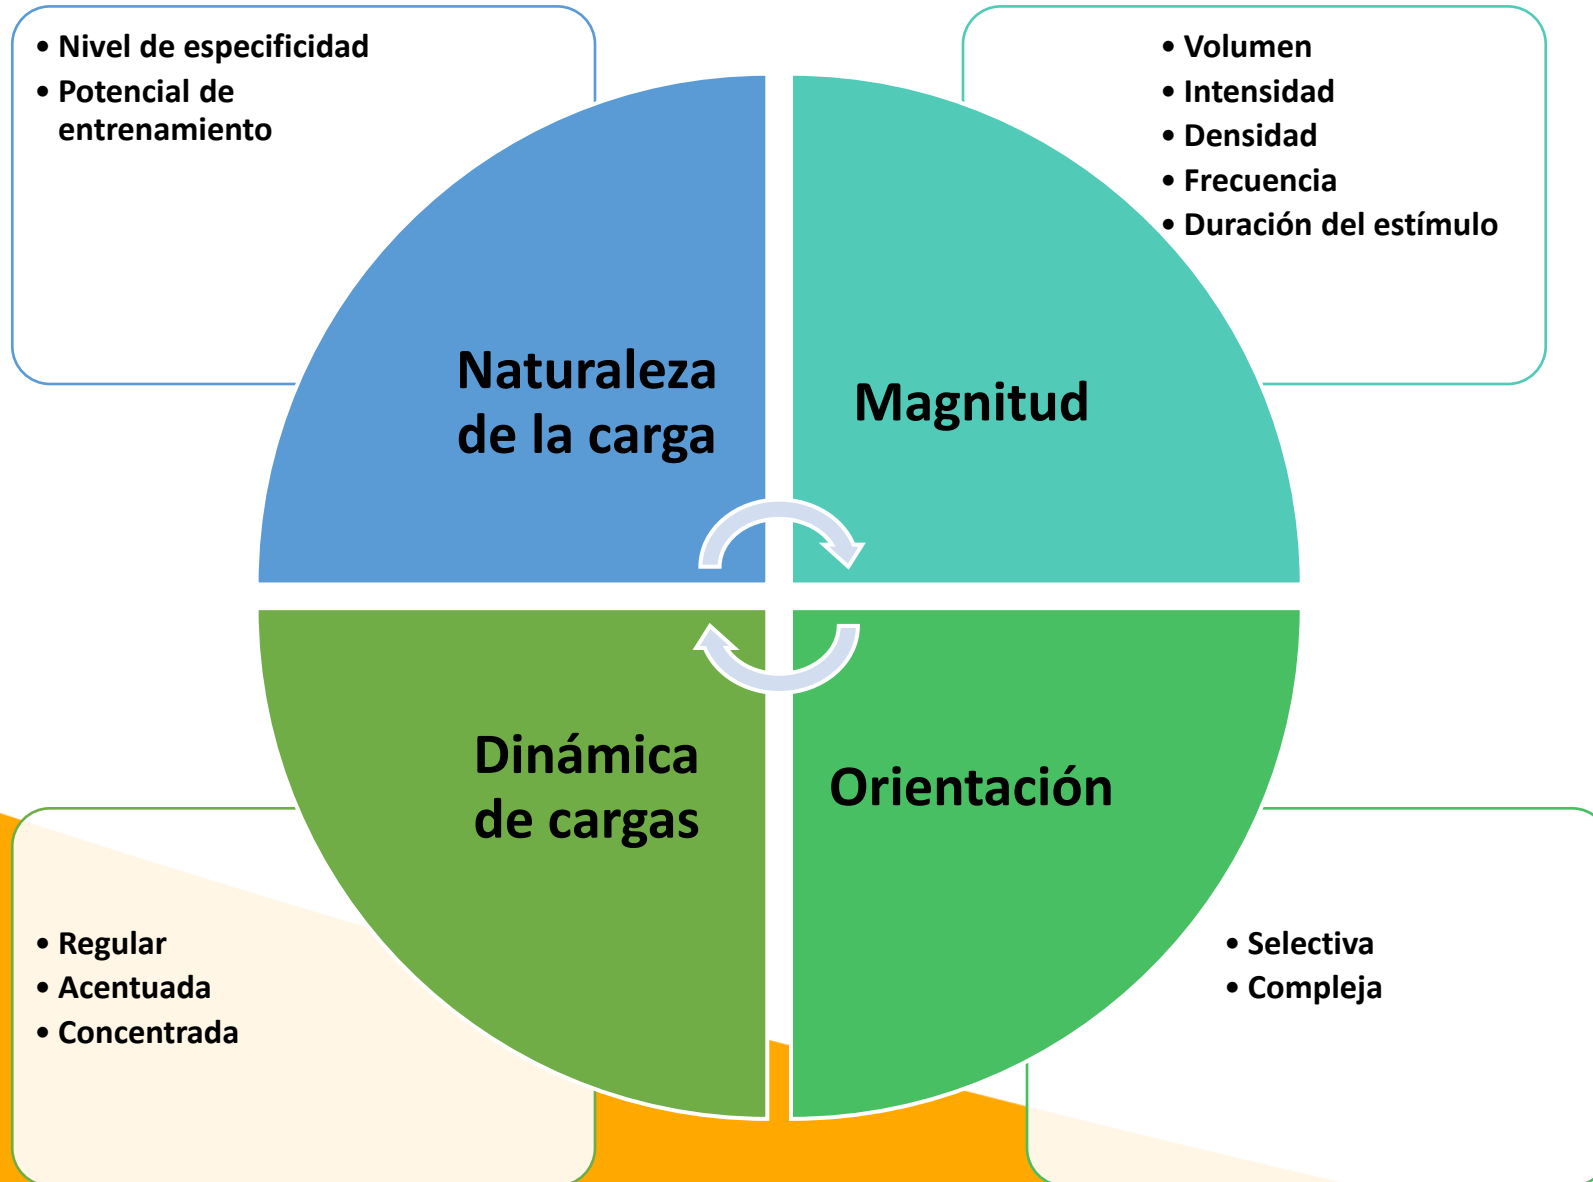 • Nivel de especificidad
• Potencial de
entrenamiento
• Volumen
• Intensidad
• Densidad
• Frecuencia
• Duración del estímulo
Naturaleza
de la carga
Magnitud
Dinámica
de cargas
Orientación
• Regular
• Acentuada
• Concentrada
• Selectiva
• Compleja